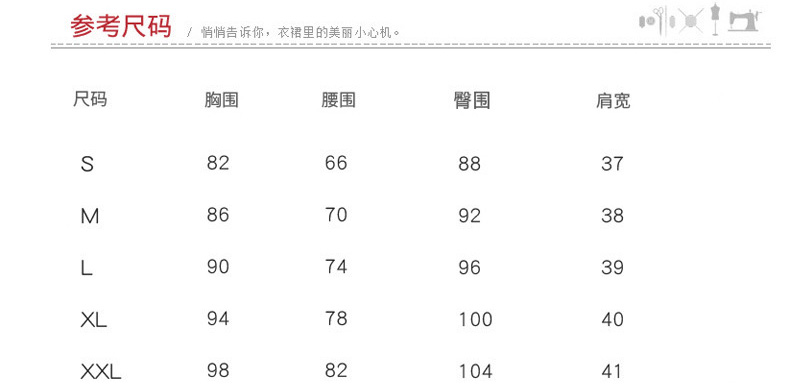 参考尺码 / 悄悄告诉你，衣裙里的美丽小心机。
尺码 胸围 腰围 臀围 肩宽
S 82 66 88 37
M 86 70 92 38
L 90 74 96 39
XL 94 78 100 40
XXL 98 82 104 41